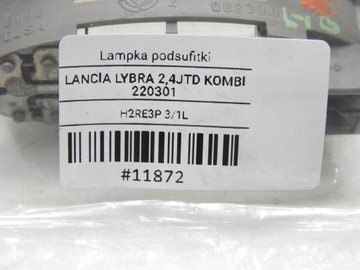 Lampka podsufitki
LANCIA LYBRA 2,4JTD KOMBI
220301
H2RE3P 3/1L
#11872